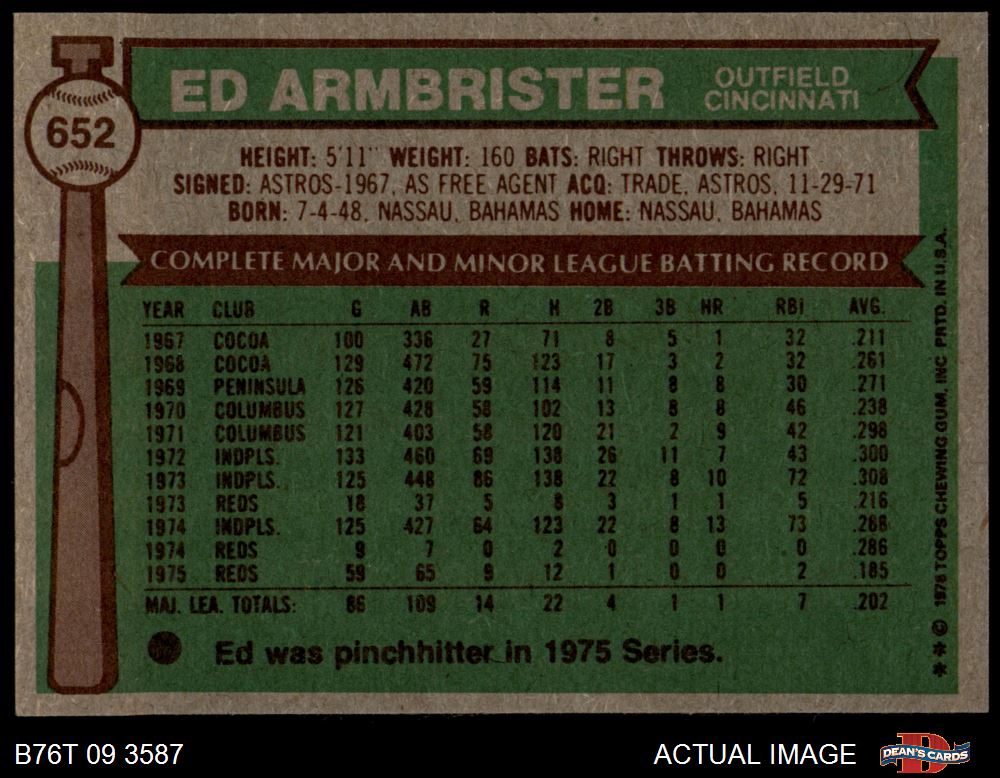 652
ED ARMBRISTER
OUTFIELD
CINCINNATI
HEIGHT: 5'11" WEIGHT: 160 BATS: RIGHT THROWS: RIGHT
SIGNED: ASTROS-1967, AS FREE AGENT ACQ: TRADE, ASTROS, 11-29-71
BORN: 7-4-48, NASSAU, BAHAMAS HOME: NASSAU, BAHAMAS
COMPLETE MAJOR AND MINOR LEAGUE BATTING RECORD
YEAR CLUB G AB R H 2B 3B HR RBI AVG.
1967 COCOA 100 336 27 71 8 5 1 32 .211
1968 COCOA 129 472 75 123 17 3 2 32 .261
1969 PENINSULA 126 420 59 114 11 8 8 30 .271
1970 COLUMBUS 127 428 58 102 13 8 8 46 .238
1971 COLUMBUS 121 403 58 120 21 2 9 42 .298
1972 INDPLS. 133 460 69 138 26 11 7 43 .300
1973 INDPLS. 125 448 86 138 22 8 10 72 .308
1973 REDS 18 37 5 8 3 1 1 5 .216
1974 INDPLS. 125 427 64 123 22 8 13 73 .288
1974 REDS 9 7 0 2 0 0 0 0 .286
1975 REDS 59 65 9 12 1 0 0 2 .185
MAJ. LEA. TOTALS: 86 109 14 22 4 1 1 7 .202
Ed was pinchhitter in 1975 Series.
** © 1976 TOPPS CHEWING GUM, INC PRTD. IN U.S.A.
B76T 09 3587
ACTUAL IMAGE
DEAN'S CARDS